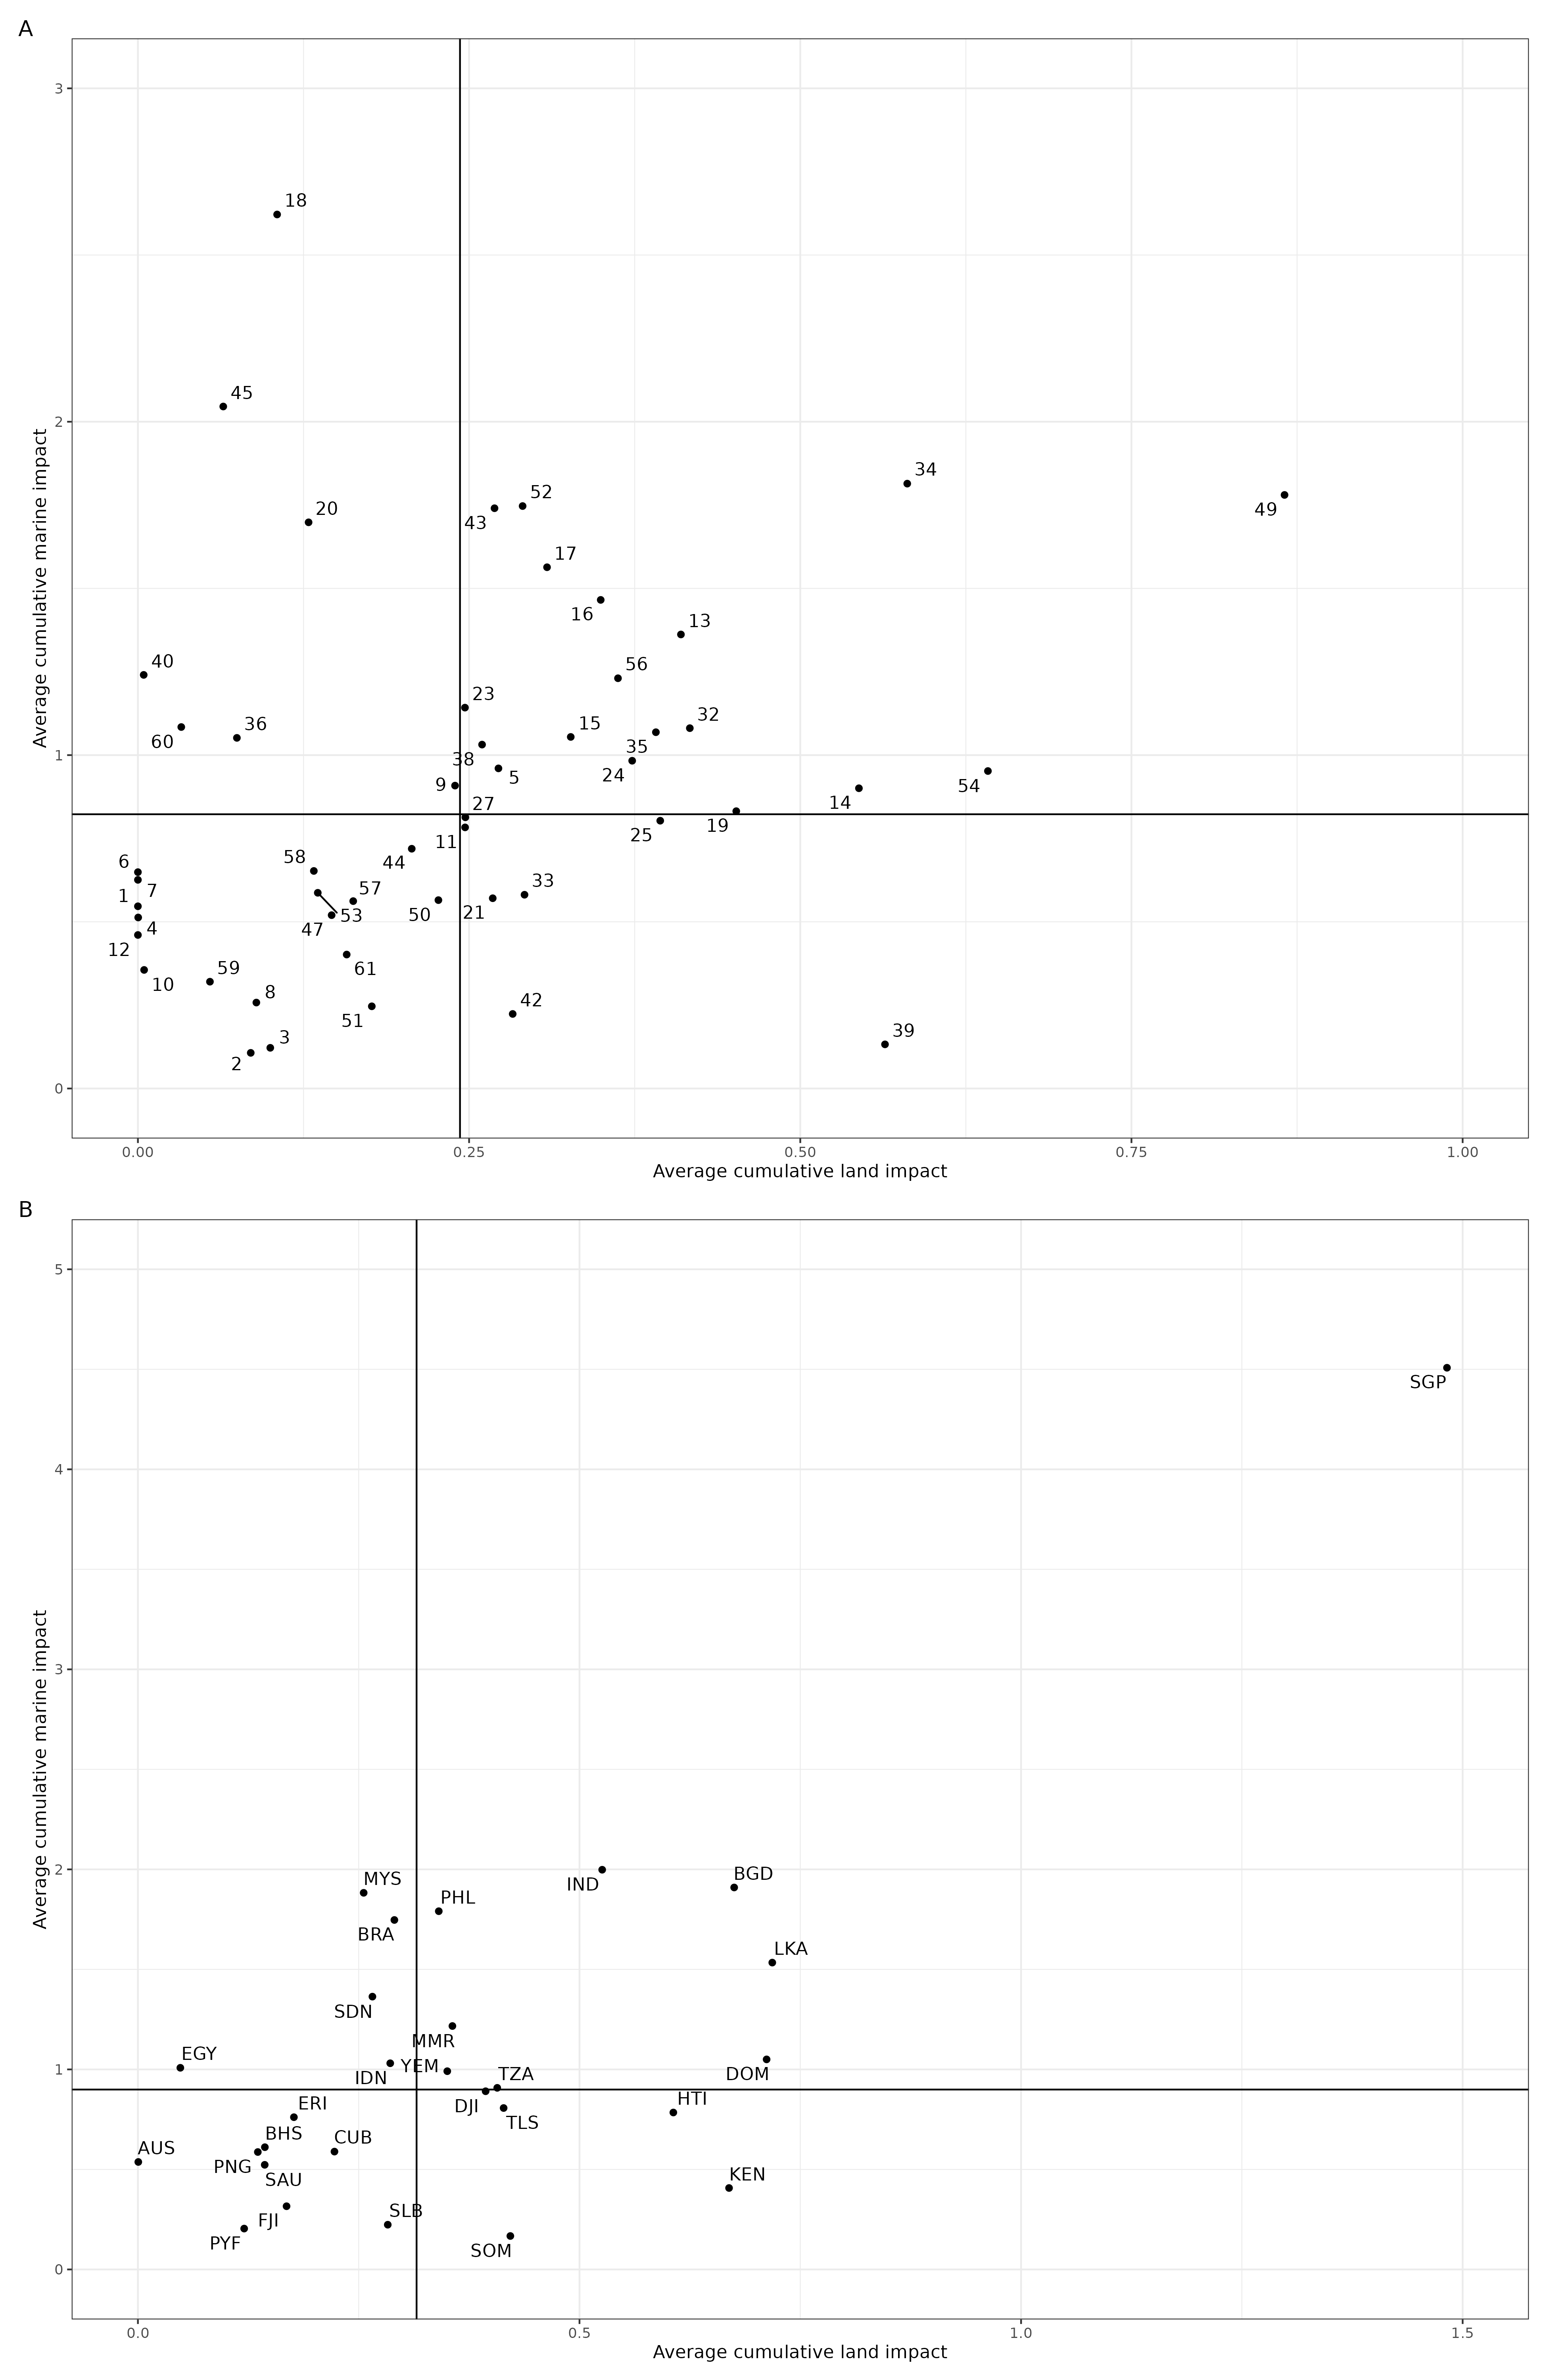 A
3
18
45
2
34
52
49
20
43
17
16
13
40
56
23
32
36
15
60
35
1
38
24
5
9
54
27
14
19
25
11
58
6
44
33
57
7
1
53
50
21
4
47
12
59
61
10
8
42
51
3
39
2
0
0.00
0.25
0.50
0.75
1.00
Average cumulative land impact
Average cumulative marine impact
B
5
SGP
4
3
2
MYS
BGD
IND
PHL
BRA
LKA
SDN
MMR
EGY
1
YEM
TZA
DOM
IDN
HTI
ERI
DJI
TLS
BHS
CUB
AUS
PNG
KEN
SAU
SLB
FJI
PYF
SOM
0
0.0
0.5
1.0
1.5
Average cumulative land impact
Average cumulative marine impact